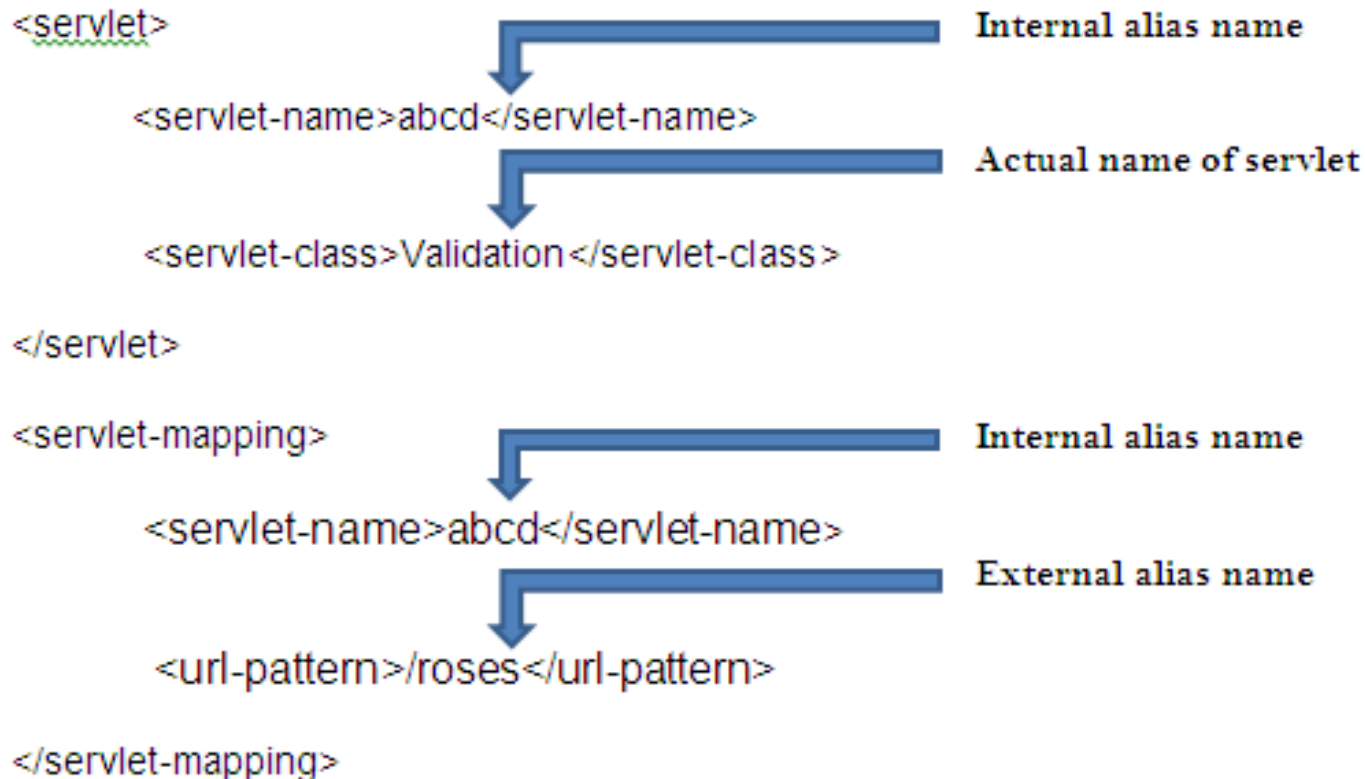 <servlet>
Internal alias name
<servlet-name>abcd</servlet-name>
Actual name of servlet
<servlet-class>Validation</servlet-class>
</servlet>
<servlet-mapping>
Internal alias name
<servlet-name>abcd</servlet-name>
External alias name
<url-pattern>/roses</url-pattern>
</servlet-mapping>